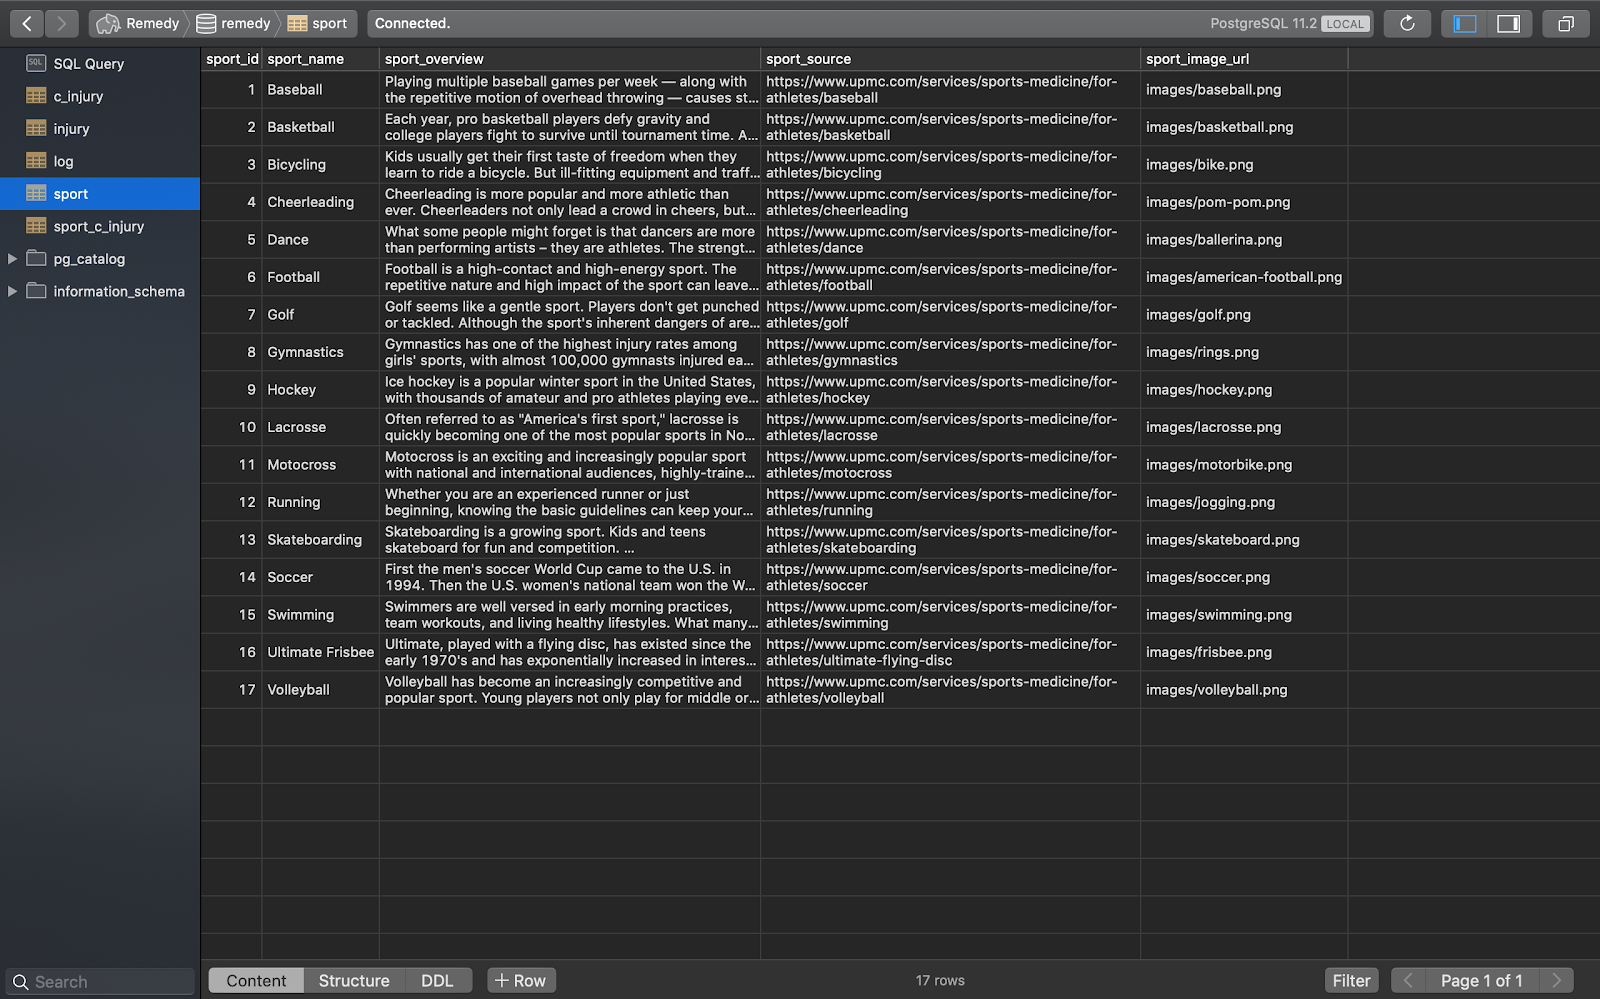 Remedy remedy sport Connected. PostgreSQL 11.2 LOCAL
SQL SQL Query
c_injury
injury
log
sport
sport_c_injury
pg_catalog
information_schema
Search
sport_id sport_name sport_overview sport_source sport_image_url
1 Baseball Playing multiple baseball games per week — along with https://www.upmc.com/services/sports-medicine/for- images/baseball.png
the repetitive motion of overhead throwing — causes st... athletes/baseball
2 Basketball Each year, pro basketball players defy gravity and https://www.upmc.com/services/sports-medicine/for- images/basketball.png
college players fight to survive until tournament time. A... athletes/basketball
3 Bicycling Kids usually get their first taste of freedom when they https://www.upmc.com/services/sports-medicine/for- images/bike.png
learn to ride a bicycle. But ill-fitting equipment and traff... athletes/bicycling
4 Cheerleading Cheerleading is more popular and more athletic than https://www.upmc.com/services/sports-medicine/for- images/pom-pom.png
ever. Cheerleaders not only lead a crowd in cheers, but... athletes/cheerleading
5 Dance What some people might forget is that dancers are more https://www.upmc.com/services/sports-medicine/for- images/ballerina.png
than performing artists – they are athletes. The strengt... athletes/dance
6 Football Football is a high-contact and high-energy sport. The https://www.upmc.com/services/sports-medicine/for- images/american-football.png
repetitive nature and high impact of the sport can leave... athletes/football
7 Golf Golf seems like a gentle sport. Players don't get punched https://www.upmc.com/services/sports-medicine/for- images/golf.png
or tackled. Although the sport's inherent dangers of are... athletes/golf
8 Gymnastics Gymnastics has one of the highest injury rates among https://www.upmc.com/services/sports-medicine/for- images/rings.png
girls' sports, with almost 100,000 gymnasts injured ea... athletes/gymnastics
9 Hockey Ice hockey is a popular winter sport in the United States, https://www.upmc.com/services/sports-medicine/for- images/hockey.png
with thousands of amateur and pro athletes playing eve... athletes/hockey
10 Lacrosse Often referred to as "America's first sport," lacrosse is https://www.upmc.com/services/sports-medicine/for- images/lacrosse.png
quickly becoming one of the most popular sports in No... athletes/lacrosse
11 Motocross Motocross is an exciting and increasingly popular sport https://www.upmc.com/services/sports-medicine/for- images/motorbike.png
with national and international audiences, highly-traine... athletes/motocross
12 Running Whether you are an experienced runner or just https://www.upmc.com/services/sports-medicine/for- images/jogging.png
beginning, knowing the basic guidelines can keep your... athletes/running
13 Skateboarding Skateboarding is a growing sport. Kids and teens https://www.upmc.com/services/sports-medicine/for- images/skateboard.png
skateboard for fun and competition. ... athletes/skateboarding
14 Soccer First the men's soccer World Cup came to the U.S. in https://www.upmc.com/services/sports-medicine/for- images/soccer.png
1994. Then the U.S. women's national team won the W... athletes/soccer
15 Swimming Swimmers are well versed in early morning practices, https://www.upmc.com/services/sports-medicine/for- images/swimming.png
team workouts, and living healthy lifestyles. What many... athletes/swimming
16 Ultimate Frisbee Ultimate, played with a flying disc, has existed since the https://www.upmc.com/services/sports-medicine/for- images/frisbee.png
early 1970's and has exponentially increased in interes... athletes/ultimate-flying-disc
17 Volleyball Volleyball has become an increasingly competitive and https://www.upmc.com/services/sports-medicine/for- images/volleyball.png
popular sport. Young players not only play for middle or... athletes/volleyball
Content Structure DDL + Row 17 rows Filter Page 1 of 1